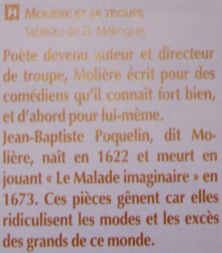 H MOLIÈRE ET SA TROUPE
Tableau de G. Mélingue.
Poète devenu auteur et directeur
de troupe, Molière écrit pour des
comédiens qu'il connaît fort bien,
et d'abord pour lui-même.
Jean-Baptiste Poquelin, dit Mo-
lière, naît en 1622 et meurt en
jouant « Le Malade imaginaire » en
1673. Ces pièces gênent car elles
ridiculisent les modes et les excès
des grands de ce monde.